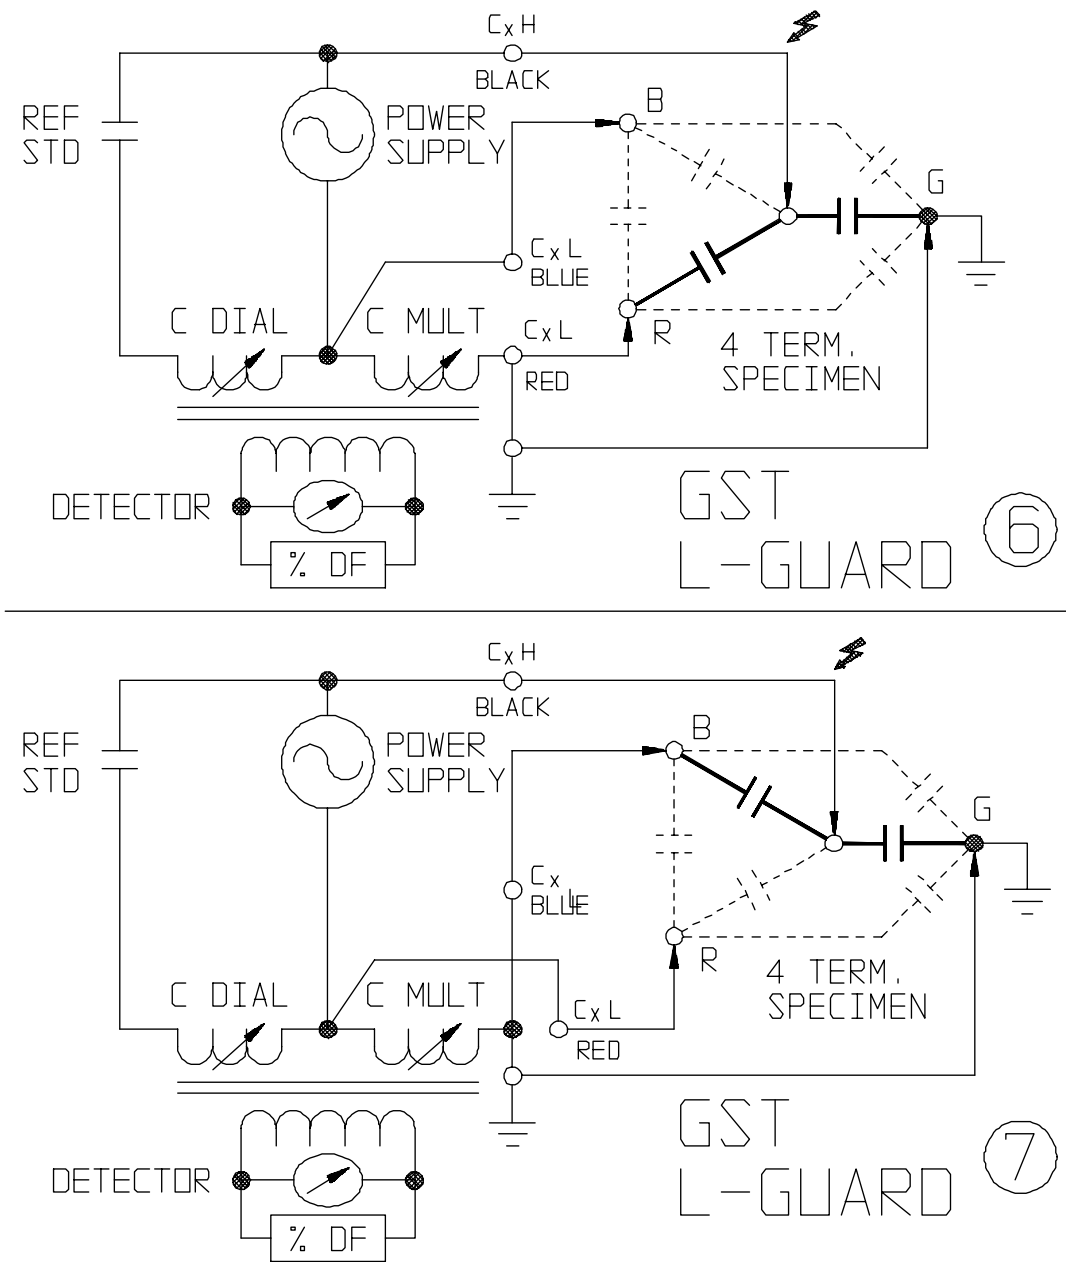 CxH
BLACK
B
REF
STD
POWER
SUPPLY
G
CxL
BLUE
C DIAL
C MULT
CxL
RED
R
4 TERM.
SPECIMEN
DETECTOR
% DF
GST
L-GUARD
6
CxH
BLACK
B
REF
STD
POWER
SUPPLY
G
CxL
BLUE
R
4 TERM.
SPECIMEN
C DIAL
C MULT
CxL
RED
DETECTOR
% DF
GST
L-GUARD
7